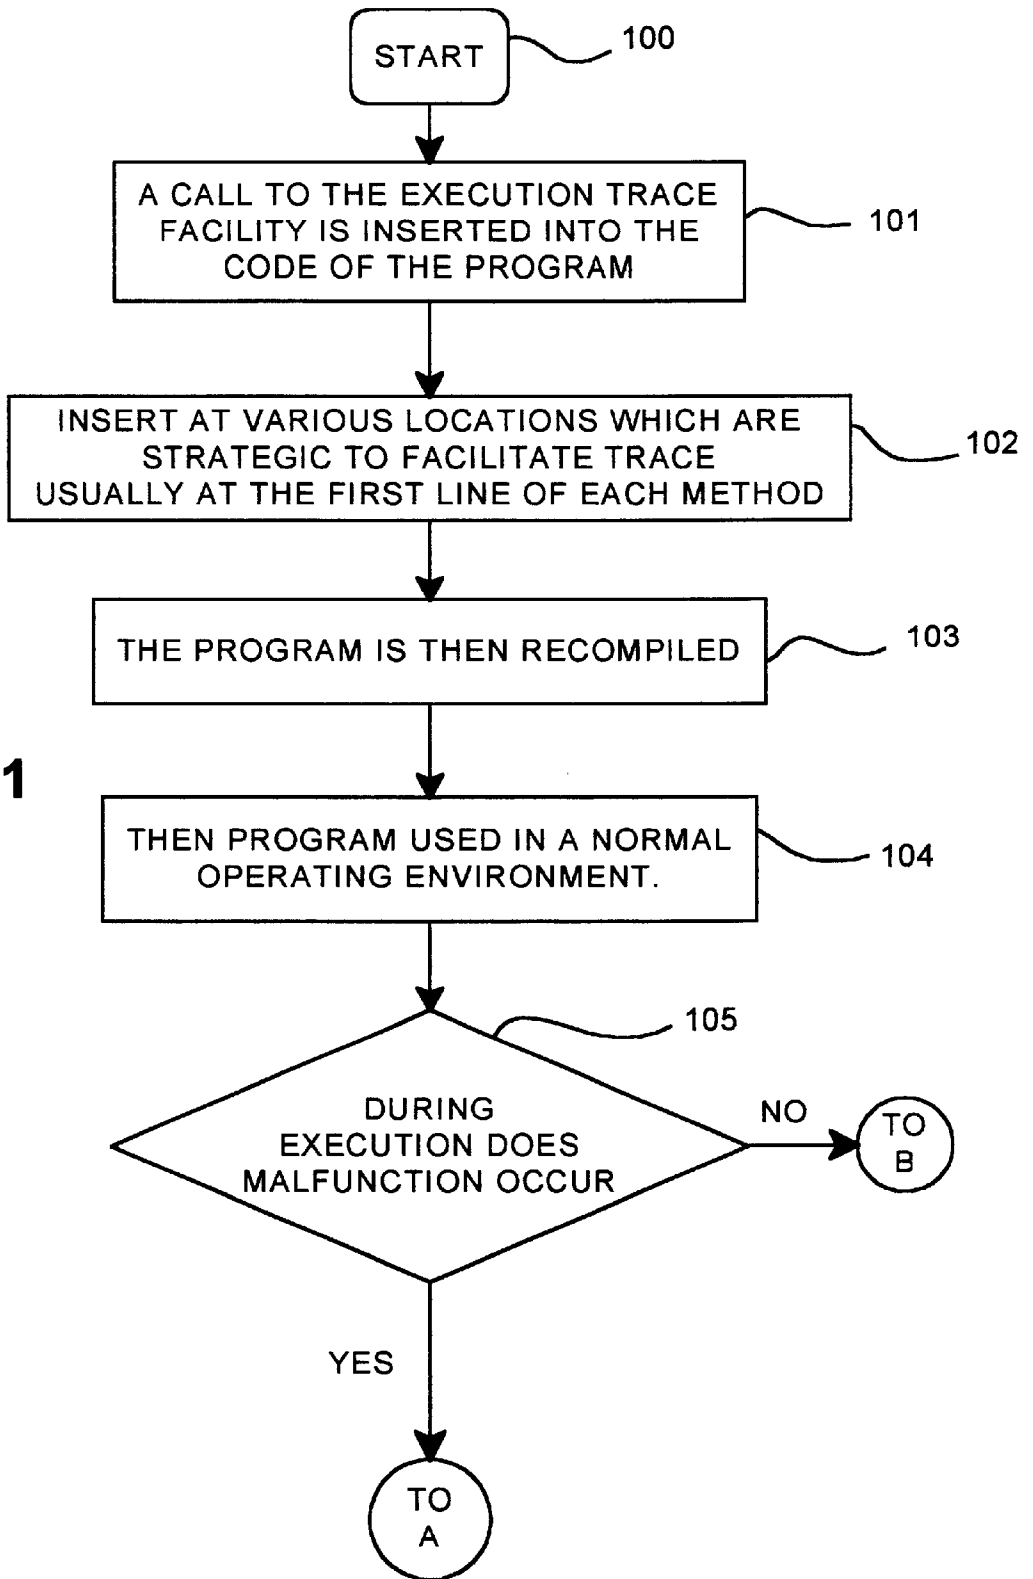 START
100
A CALL TO THE EXECUTION TRACE
FACILITY IS INSERTED INTO THE
CODE OF THE PROGRAM
101
INSERT AT VARIOUS LOCATIONS WHICH ARE
STRATEGIC TO FACILITATE TRACE
USUALLY AT THE FIRST LINE OF EACH METHOD
102
THE PROGRAM IS THEN RECOMPILED
103
1
THEN PROGRAM USED IN A NORMAL
OPERATING ENVIRONMENT.
104
105
DURING
EXECUTION DOES
MALFUNCTION OCCUR
NO
TO
B
YES
TO
A